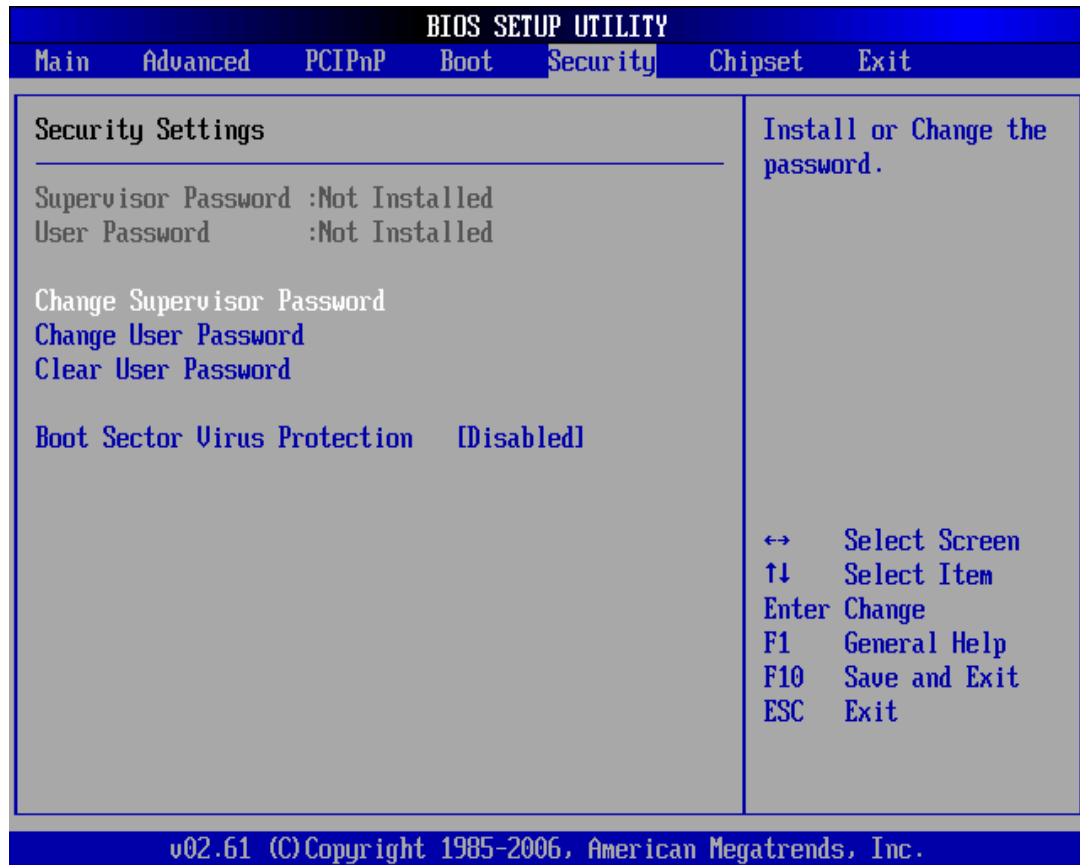 BIOS SETUP UTILITY
Main Advanced PCIPnP Boot Security Chipset Exit
Security Settings
Supervisor Password :Not Installed
User Password :Not Installed
Change Supervisor Password
Change User Password
Clear User Password
Boot Sector Virus Protection [Disabled]
Install or Change the
password.
←→ Select Screen
↑↓ Select Item
Enter Change
F1 General Help
F10 Save and Exit
ESC Exit
v02.61 (C)Copyright 1985-2006, American Megatrends, Inc.